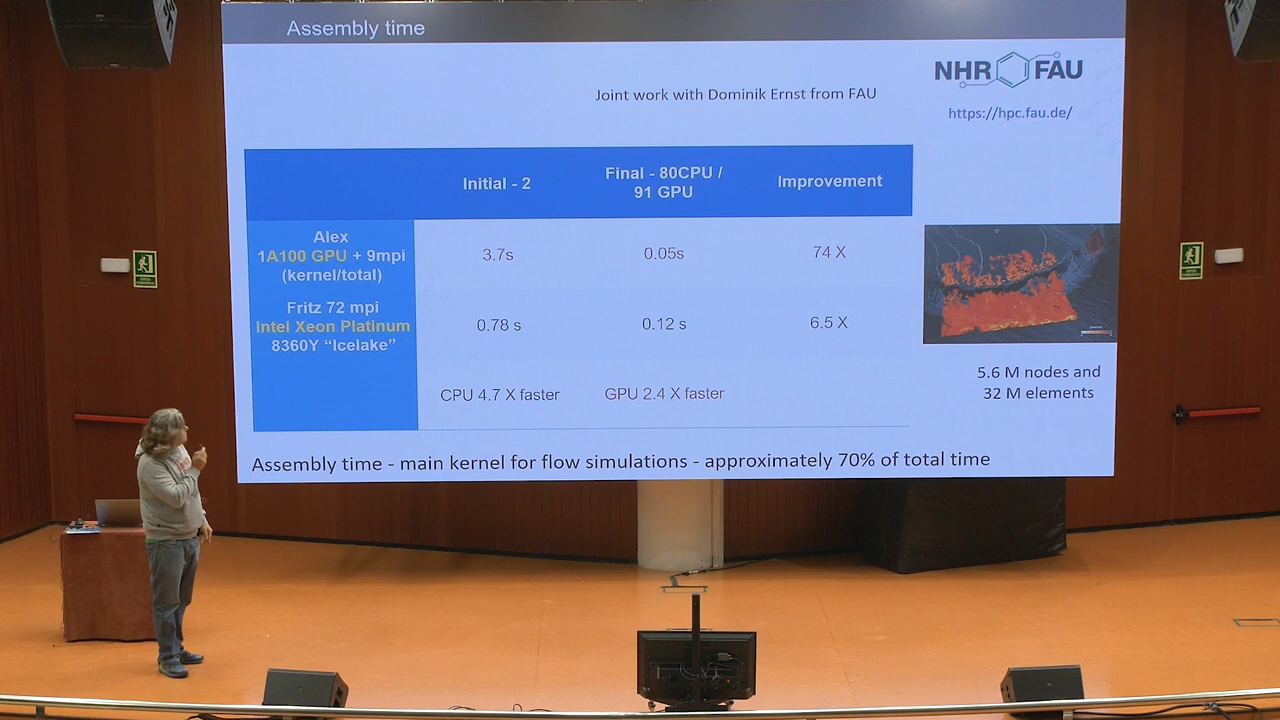 Assembly time
NHR FAU
Joint work with Dominik Ernst from FAU
https://hpc.fau.de/
Initial - 2
Final - 80CPU /
91 GPU
Improvement
Alex
1A100 GPU + 9mpi
(kernel/total)
3.7s
0.05s
74 X
Fritz 72 mpi
Intel Xeon Platinum
8360Y “Icelake”
0.78 s
0.12 s
6.5 X
CPU 4.7 X faster
GPU 2.4 X faster
5.6 M nodes and
32 M elements
Assembly time - main kernel for flow simulations - approximately 70% of total time